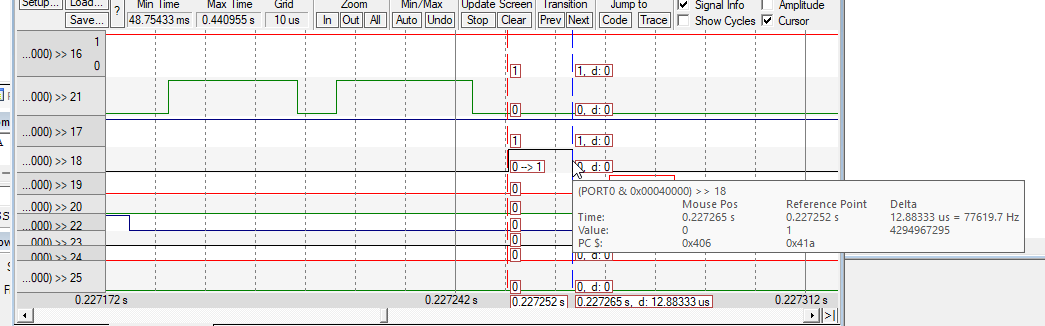 Setup... Load...
Save...
?
Min Time Max Time Grid Zoom Min/Max Update Screen Transition Jump to Signal Info Amplitude
48.75433 ms 0.440955 s 10 us In Out All Auto Undo Stop Clear Prev Next Code Trace Show Cycles Cursor
1
...000) >> 16
0
1 1, d: 0
...000) >> 21
0 0, d: 0
...000) >> 17
1 1, d: 0
...000) >> 18
0 --> 1 0, d: 0
...000) >> 19
0
...000) >> 20
0
...000) >> 22
0
...000) >> 23
0
...000) >> 24
0
...000) >> 25
0 0, d: 0
(PORT0 & 0x00040000) >> 18
Mouse Pos Reference Point Delta
Time: 0.227265 s 0.227252 s 12.88333 us = 77619.7 Hz
Value: 0 1 4294967295
PC $: 0x406 0x41a
0.227172 s 0.227242 s 0.227252 s 0.227265 s, d: 12.88333 us 0.227312 s